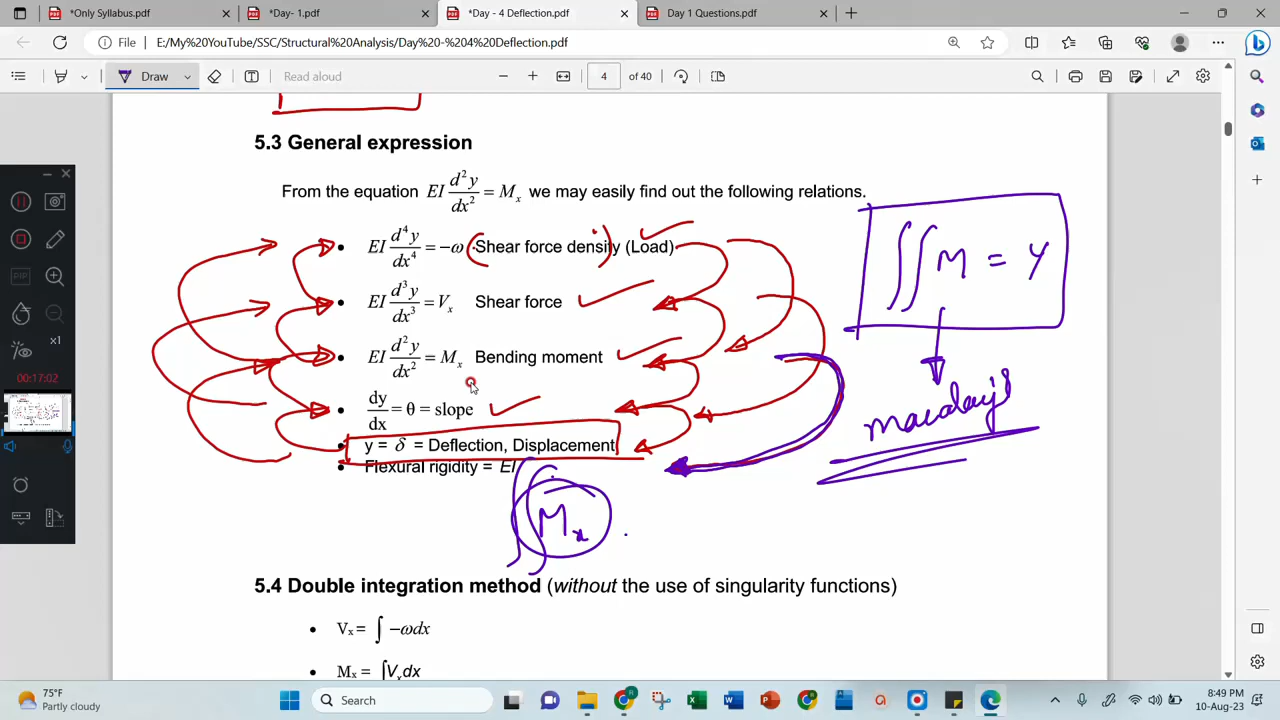 *Only Syllabus.pdf
*Day- 1.pdf
*Day - 4 Deflection.pdf
Day 1 Questions.pdf
File
E:/My%20YouTube/SSC/Structural%20Analysis/Day%20-%204%20Deflection.pdf
Draw
Read aloud
4 of 40
5.3 General expression
From the equation EI d²y/dx² = Mₓ we may easily find out the following relations.
• EI d⁴y/dx⁴ = −ω (Shear force density (Load)
• EI d³y/dx³ = Vₓ Shear force
• EI d²y/dx² = Mₓ Bending moment
• dy/dx = θ = slope
• y = δ = Deflection, Displacement
• Flexural rigidity = EI
∬ M = y
macaulay's
∬ Mₓ
5.4 Double integration method (without the use of singularity functions)
• Vₓ = ∫ −ωdx
• Mₓ = ∫Vₓdx
x1
00:17:02
75°F
Partly cloudy
Search
8:49 PM
10-Aug-23